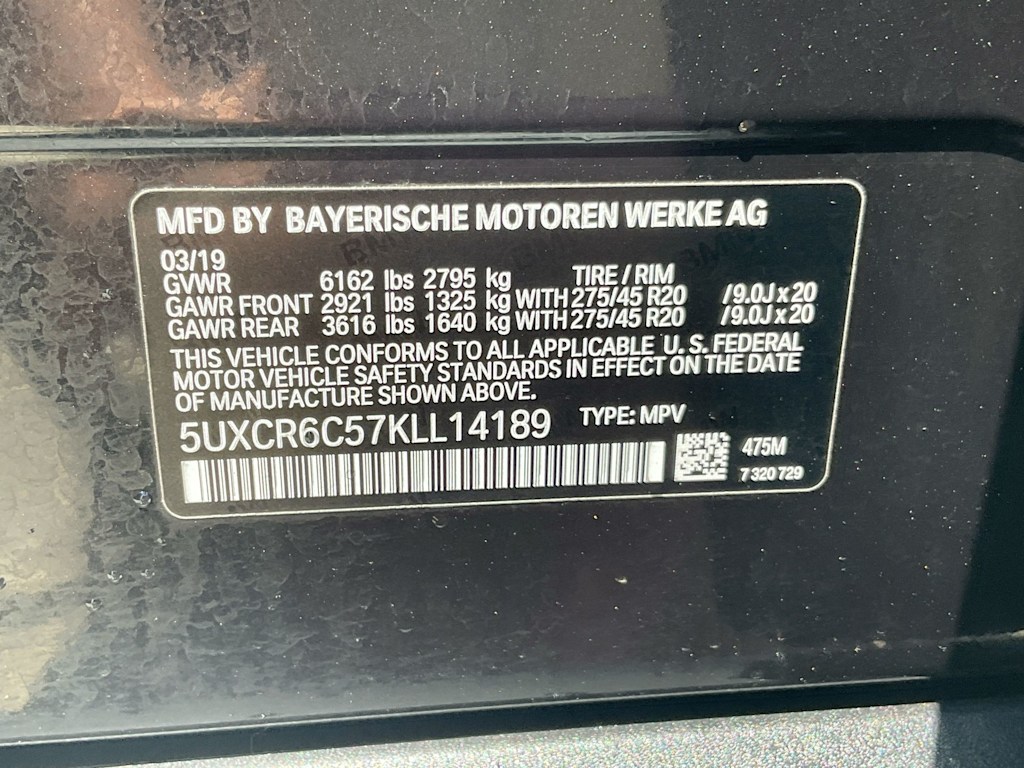 MFD BY BAYERISCHE MOTOREN WERKE AG
03/19
GVWR 6162 lbs 2795 kg TIRE / RIM
GAWR FRONT 2921 lbs 1325 kg WITH 275/45 R20 / 9.0J x 20
GAWR REAR 3616 lbs 1640 kg WITH 275/45 R20 / 9.0J x 20
THIS VEHICLE CONFORMS TO ALL APPLICABLE U. S. FEDERAL
MOTOR VEHICLE SAFETY STANDARDS IN EFFECT ON THE DATE
OF MANUFACTURE SHOWN ABOVE.
5UXCR6C57KLL14189 TYPE: MPV
475M
7 320 729